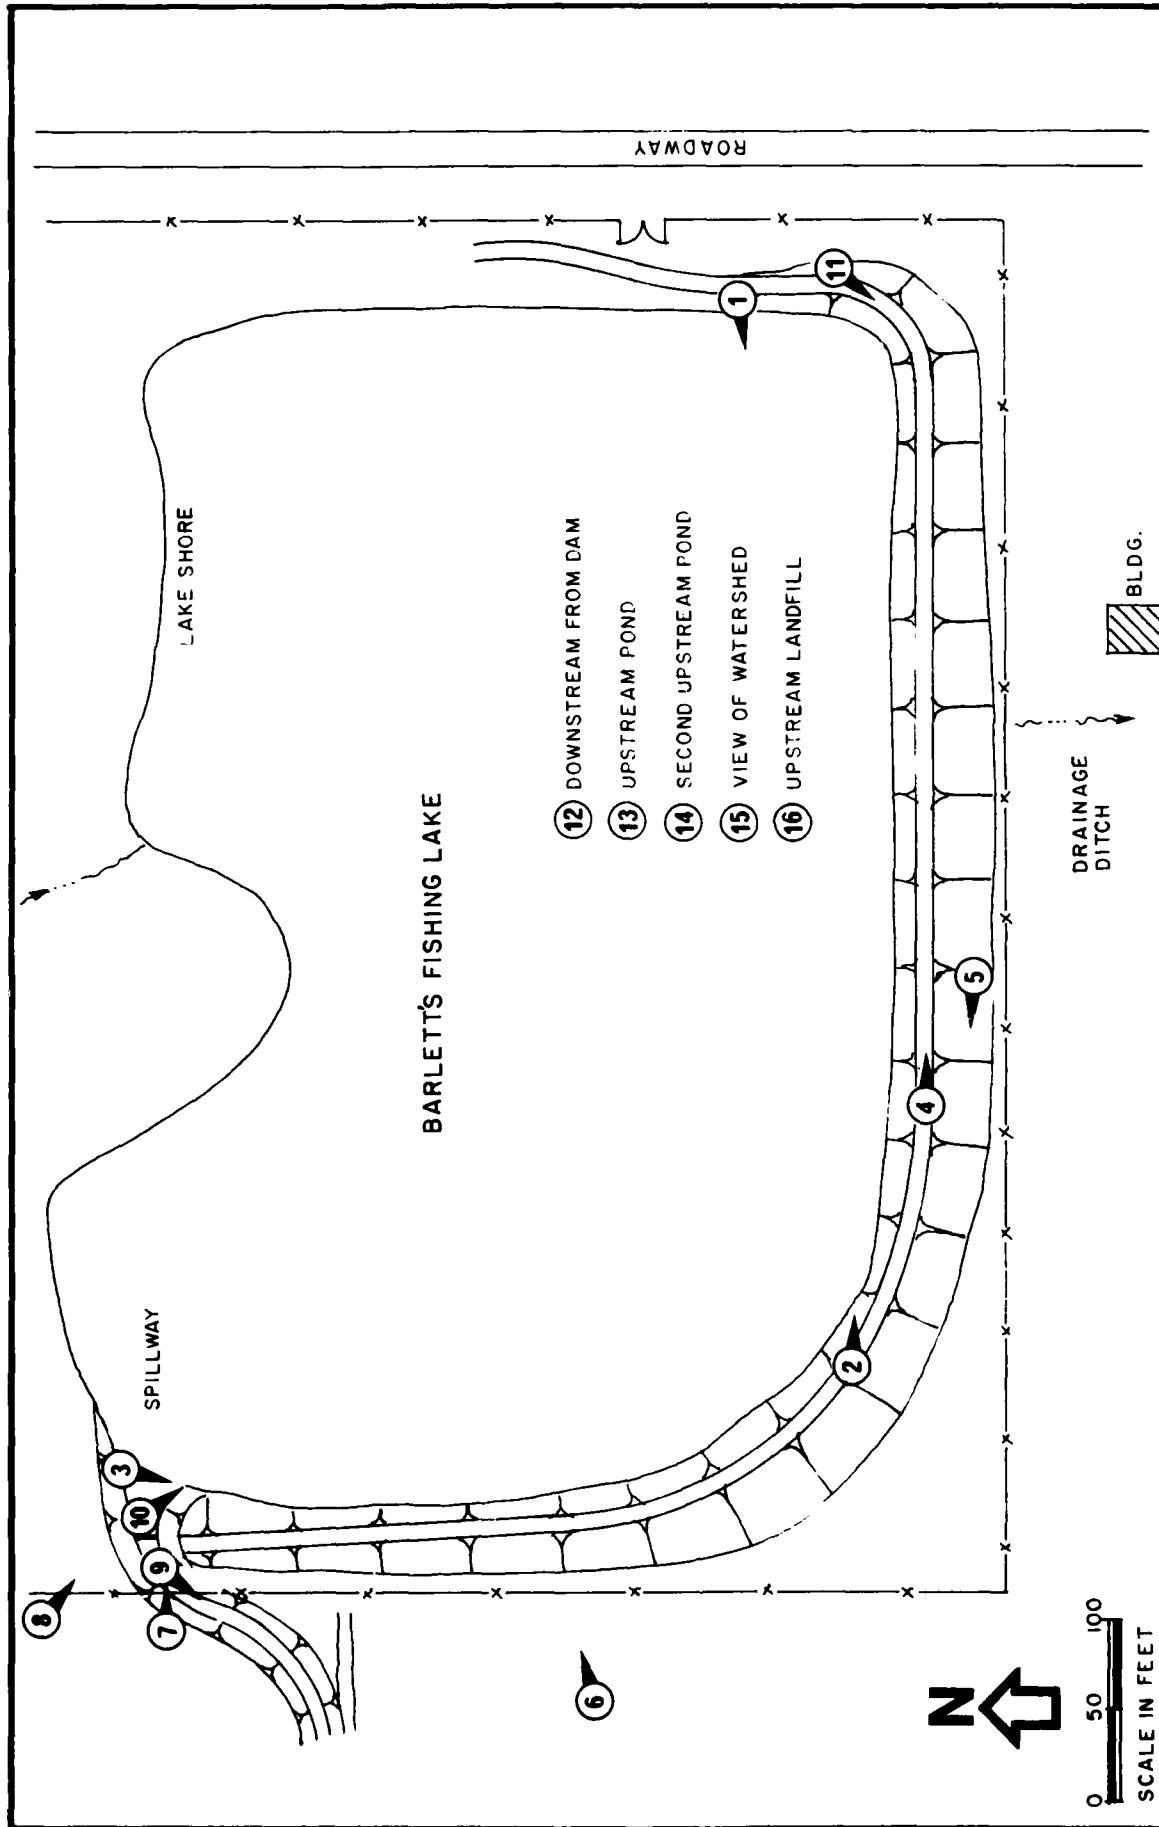 ROADWAY
LAKE SHORE
SPILLWAY
BARLETT'S FISHING LAKE
12 DOWNSTREAM FROM DAM
13 UPSTREAM POND
14 SECOND UPSTREAM POND
15 VIEW OF WATERSHED
16 UPSTREAM LANDFILL
1
11
3
10
9
8
7
6
2
4
5
DRAINAGE
DITCH
BLDG.
N
0 50 100
SCALE IN FEET